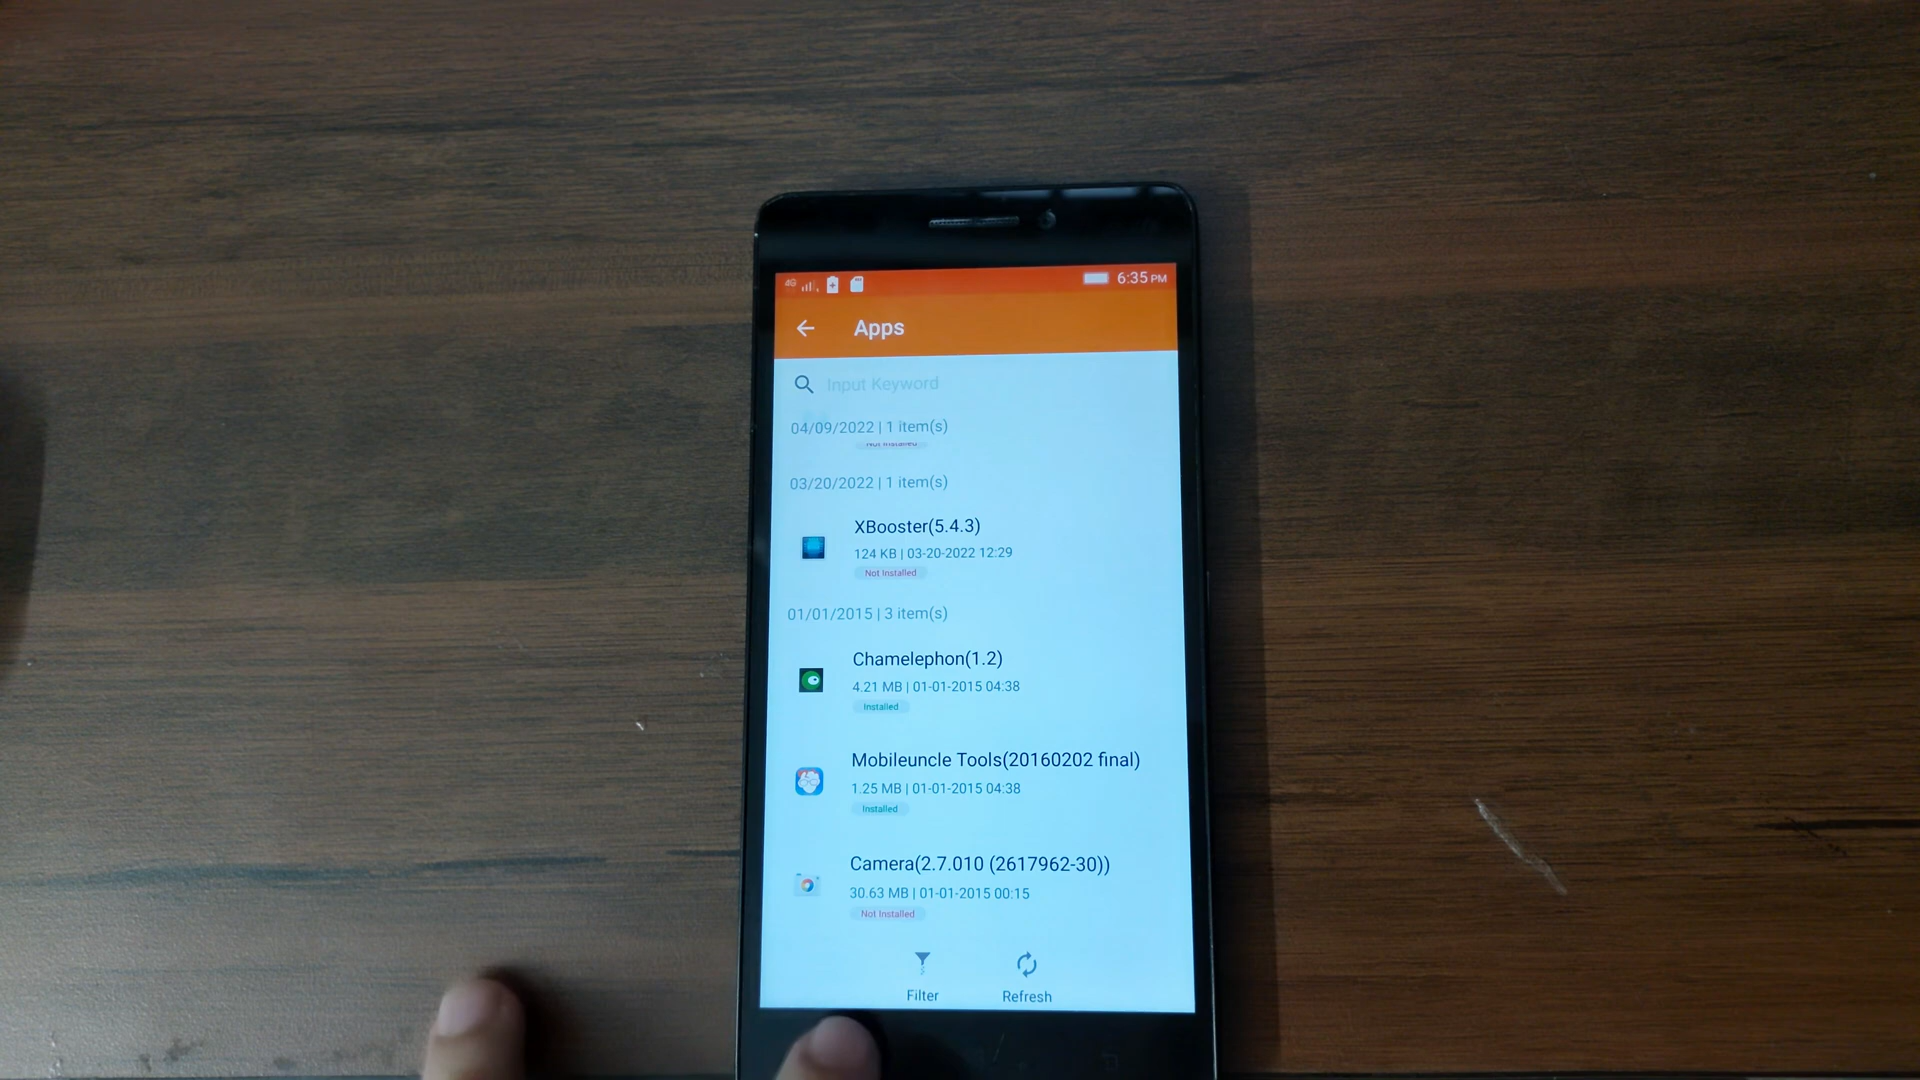 4G
6:35 PM
Apps
Input Keyword
04/09/2022 | 1 item(s)
Not Installed
03/20/2022 | 1 item(s)
XBooster(5.4.3)
124 KB | 03-20-2022 12:29
Not Installed
01/01/2015 | 3 item(s)
Chamelephon(1.2)
4.21 MB | 01-01-2015 04:38
Installed
Mobileuncle Tools(20160202 final)
1.25 MB | 01-01-2015 04:38
Installed
Camera(2.7.010 (2617962-30))
30.63 MB | 01-01-2015 00:15
Not Installed
Filter
Refresh